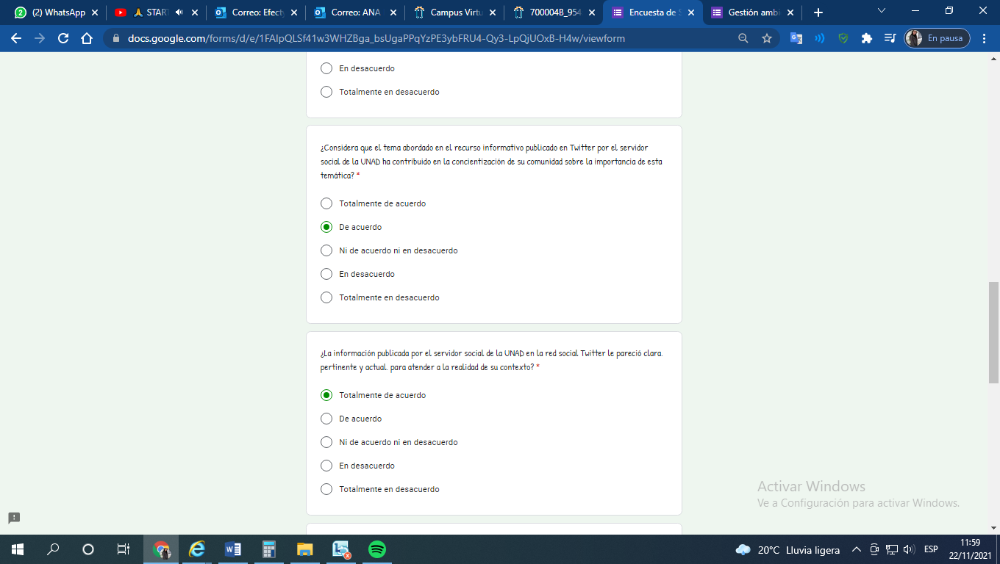 (2) WhatsApp
START
Correo: Efecty
Correo: ANA
Campus Virtu
700004B_954
Encuesta de S
Gestión ambi
docs.google.com/forms/d/e/1FAIpQLSf41w3WHZBga_bsUgaPPqYzPE3ybFRU4-Qy3-LpQjUOxB-H4w/viewform
En pausa
En desacuerdo
Totalmente en desacuerdo
¿Considera que el tema abordado en el recurso informativo publicado en Twitter por el servidor
social de la UNAD ha contribuido en la concientización de su comunidad sobre la importancia de esta
temática? *
Totalmente de acuerdo
De acuerdo
Ni de acuerdo ni en desacuerdo
En desacuerdo
Totalmente en desacuerdo
¿La información publicada por el servidor social de la UNAD en la red social Twitter le pareció clara,
pertinente y actual, para atender a la realidad de su contexto? *
Totalmente de acuerdo
De acuerdo
Ni de acuerdo ni en desacuerdo
En desacuerdo
Totalmente en desacuerdo
Activar Windows
Ve a Configuración para activar Windows.
20°C Lluvia ligera
ESP
11:59
22/11/2021